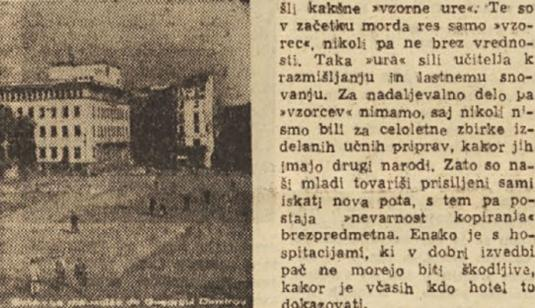 šli kakšne »vzorne ure«. Te so
v začetku morda res samo »vzo-
rec«, nikoli pa ne brez vredno-
sti. Taka »ura« sili učitelja k
razmišljanju in lastnemu sno-
vanju. Za nadaljevalno delo pa
»vzorcev« nimamo, saj nikoli ni-
smo bili za celoletne zbirke iz-
delanih učnih priprav, kakor jih
imajo drugi narodi. Zato so na-
ši mladi tovariši prisiljeni sami
iskati nova pota, s tem pa po-
staja »nevarnost kopiranja«
brezpredmetna. Enako je s ho-
spitacijami, ki v dobri izvedbi
pač ne morejo biti škodljive,
kakor je včasih kdo hotel to
dokazovati.
Dimitrov